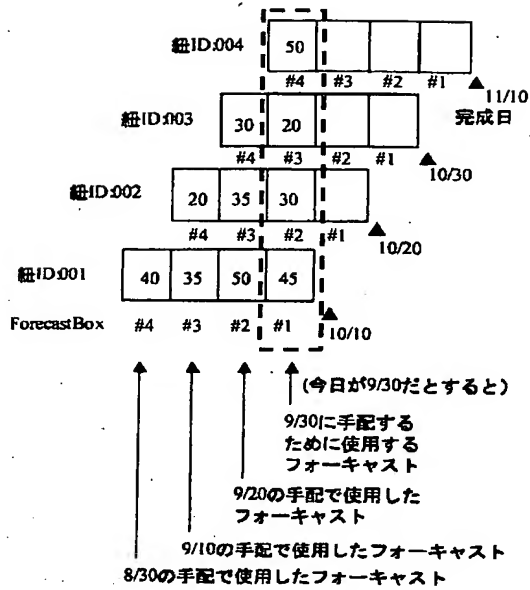 紐ID:004 50
#4 #3 #2 #1
11/10
完成日
紐ID:003 30 20
#4 #3 #2 #1
10/30
紐ID:002 20 35 30
#4 #3 #2 #1
10/20
紐ID:001 40 35 50 45
ForecastBox #4 #3 #2 #1
10/10
(今日が9/30だとすると)
9/30に手配する
ために使用する
フォーキャスト
9/20の手配で使用した
フォーキャスト
9/10の手配で使用したフォーキャスト
8/30の手配で使用したフォーキャスト